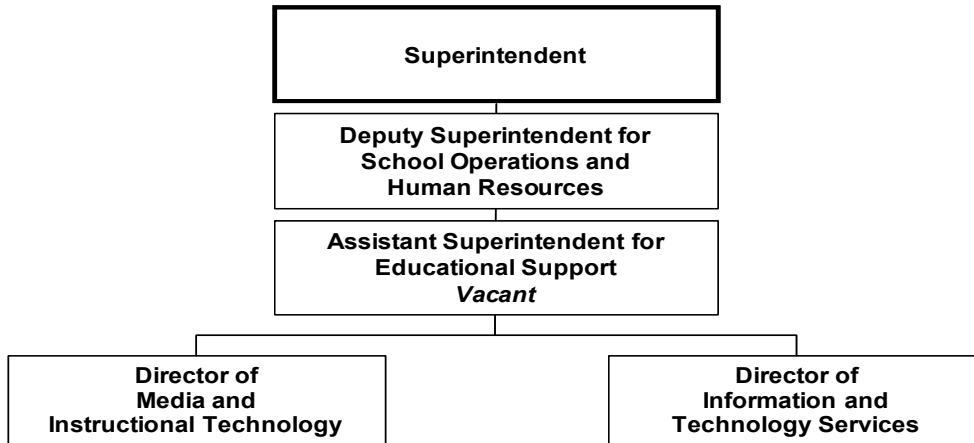 Superintendent
Deputy Superintendent for
School Operations and
Human Resources
Assistant Superintendent for
Educational Support
Vacant
Director of
Media and
Instructional Technology
Director of
Information and
Technology Services